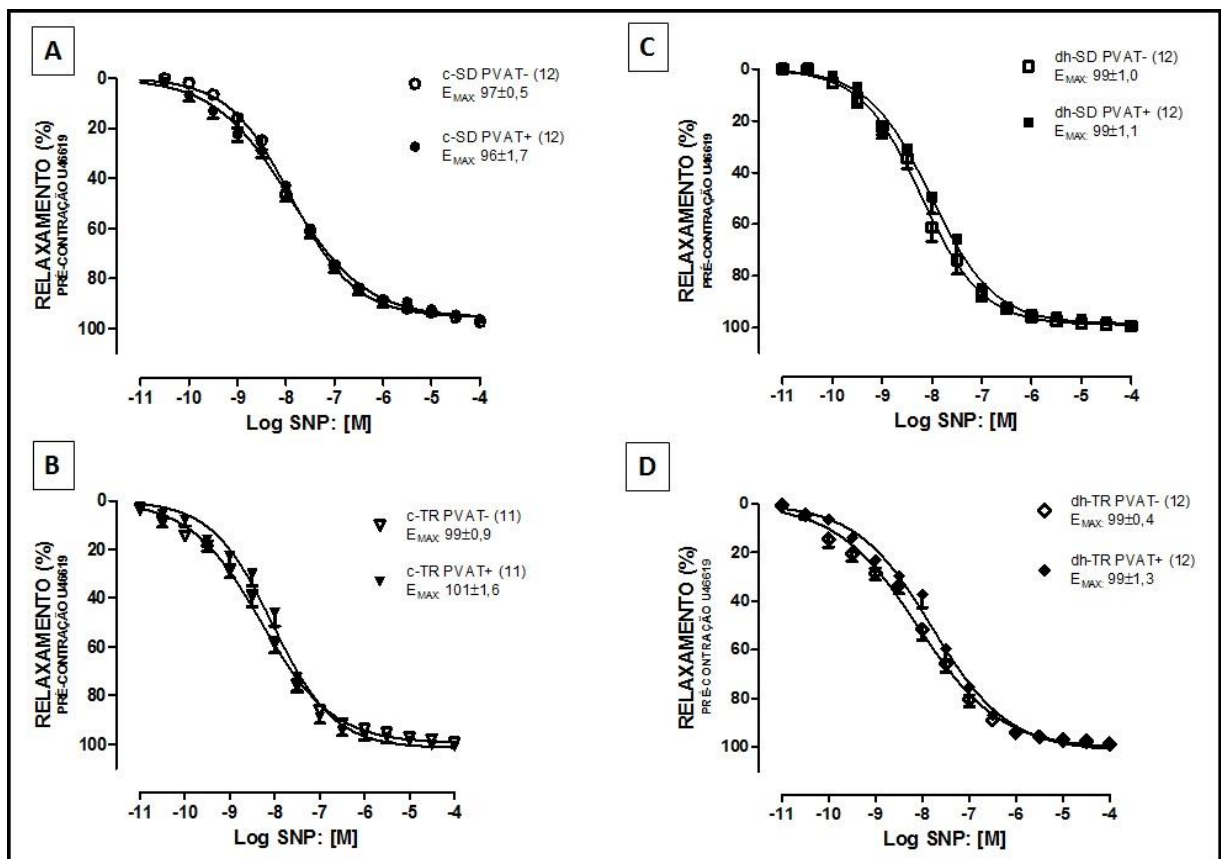 A
RELAXAMENTO (%)
PRÉ-CONTRAÇÃO U46619
0
20
40
60
80
100
c-SD PVAT- (12)
EMAX: 97±0,5
c-SD PVAT+ (12)
EMAX: 96±1,7
-11 -10 -9 -8 -7 -6 -5 -4
Log SNP: [M]
C
RELAXAMENTO (%)
PRÉ-CONTRAÇÃO U46619
0
20
40
60
80
100
dh-SD PVAT- (12)
EMAX: 99±1,0
dh-SD PVAT+ (12)
EMAX: 99±1,1
-11 -10 -9 -8 -7 -6 -5 -4
Log SNP: [M]
B
RELAXAMENTO (%)
PRÉ-CONTRAÇÃO U46619
0
20
40
60
80
100
c-TR PVAT- (11)
EMAX: 99±0,9
c-TR PVAT+ (11)
EMAX: 101±1,6
-11 -10 -9 -8 -7 -6 -5 -4
Log SNP: [M]
D
RELAXAMENTO (%)
PRÉ-CONTRAÇÃO U46619
0
20
40
60
80
100
dh-TR PVAT- (12)
EMAX: 99±0,4
dh-TR PVAT+ (12)
EMAX: 99±1,3
-11 -10 -9 -8 -7 -6 -5 -4
Log SNP: [M]